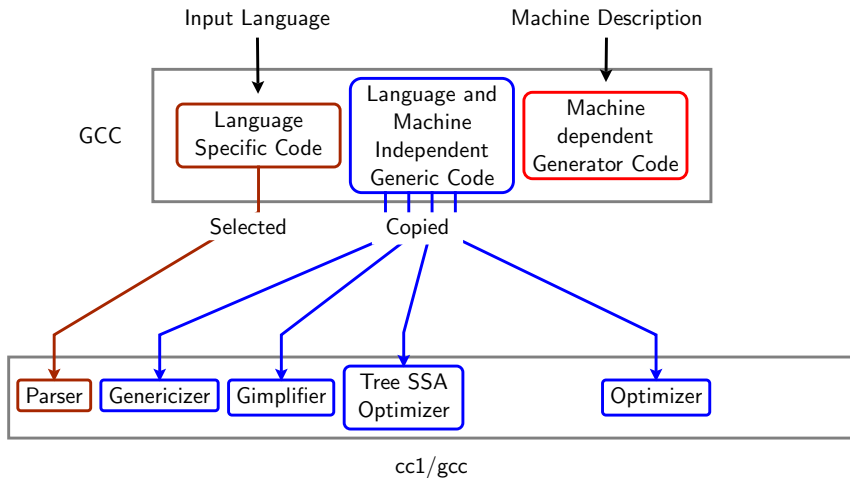 Input Language
Machine Description
GCC
Language
Specific Code
Language and
Machine
Independent
Generic Code
Machine
dependent
Generator Code
Selected
Copied
Parser
Genericizer
Gimplifier
Tree SSA
Optimizer
Optimizer
cc1/gcc